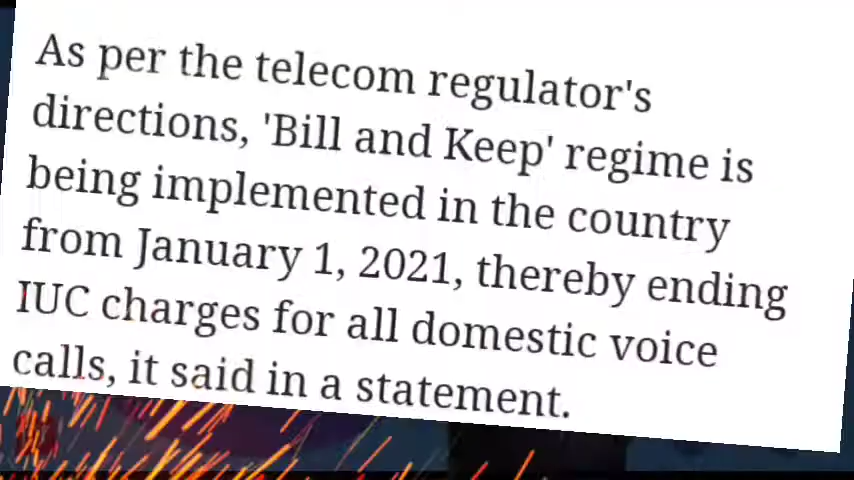 As per the telecom regulator's
directions, 'Bill and Keep' regime is
being implemented in the country
from January 1, 2021, thereby ending
IUC charges for all domestic voice
calls, it said in a statement.